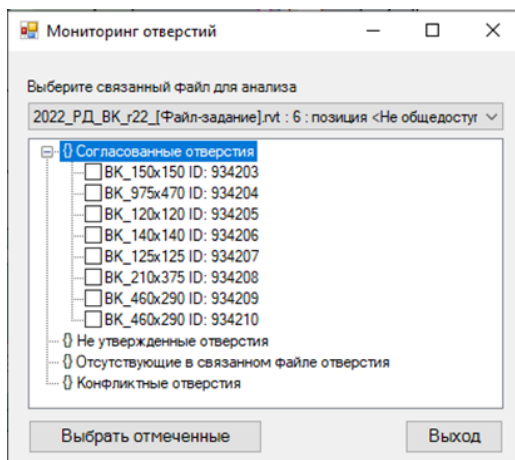 Мониторинг отверстий
Выберите связанный файл для анализа
2022_РД_ВК_r22_[Файл-задание].rvt : 6 : позиция <Не общедоступ
{} Согласованные отверстия
ВК_150x150 ID: 934203
ВК_975x470 ID: 934204
ВК_120x120 ID: 934205
ВК_140x140 ID: 934206
ВК_125x125 ID: 934207
ВК_210x375 ID: 934208
ВК_460x290 ID: 934209
ВК_460x290 ID: 934210
{} Не утвержденные отверстия
{} Отсутствующие в связанном файле отверстия
{} Конфликтные отверстия
Выбрать отмеченные
Выход